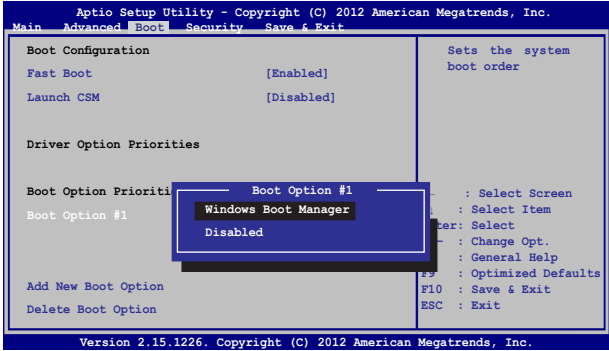 Aptio Setup Utility - Copyright (C) 2012 American Megatrends, Inc.
Main Advanced Boot Security Save & Exit
Boot Configuration
Fast Boot [Enabled]
Launch CSM [Disabled]
Driver Option Priorities
Boot Option
Boot Option #1
Add New Boot Option
Delete Boot Option
Boot Option #1
Windows Boot Manager
Disabled
Sets the system
boot order
: Select Screen
: Select Item
: Select
: Change Opt.
: General Help
F9 : Optimized Defaults
F10 : Save & Exit
ESC : Exit
Version 2.15.1226. Copyright (C) 2012 American Megatrends, Inc.